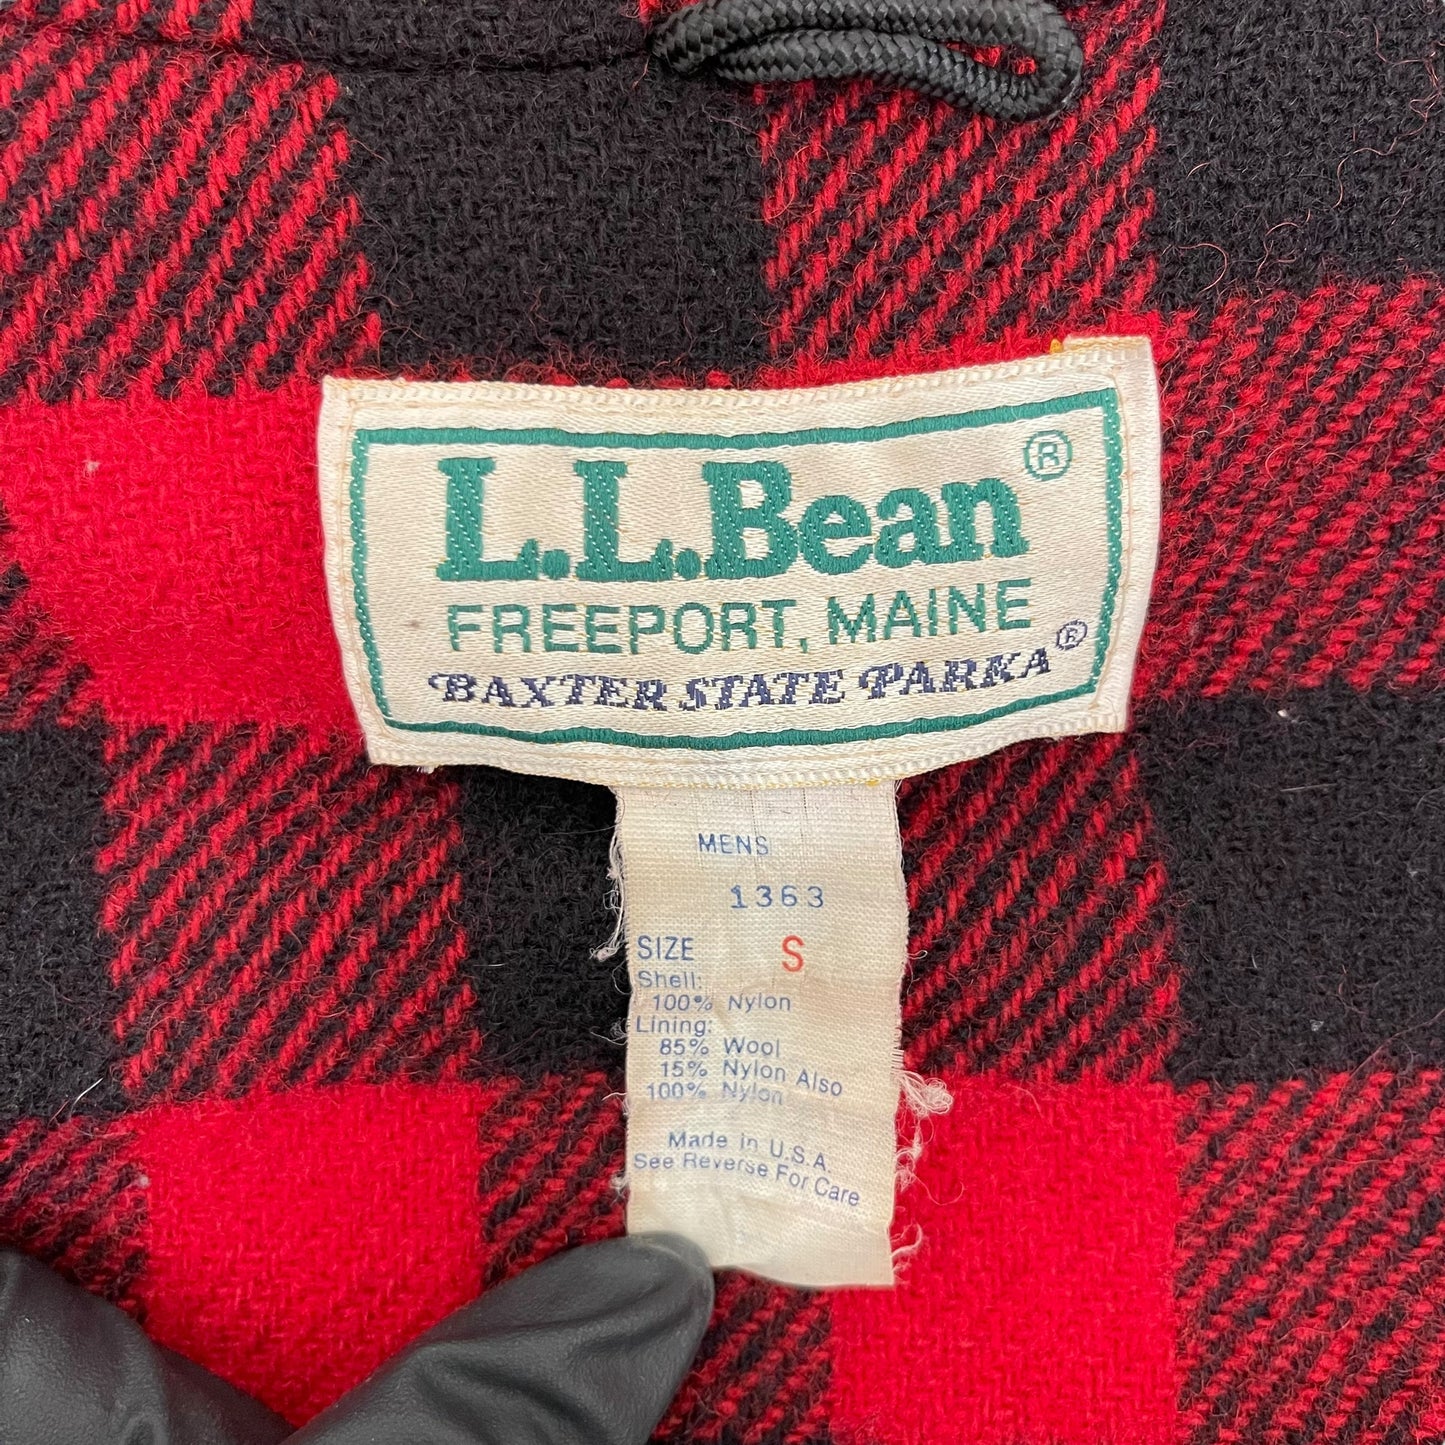 L.L.Bean®
FREEPORT, MAINE
BAXTER STATE PARKA®
MENS
1363
SIZE S
Shell:
100% Nylon
Lining:
85% Wool
15% Nylon Also
100% Nylon
Made in U.S.A.
See Reverse For Care